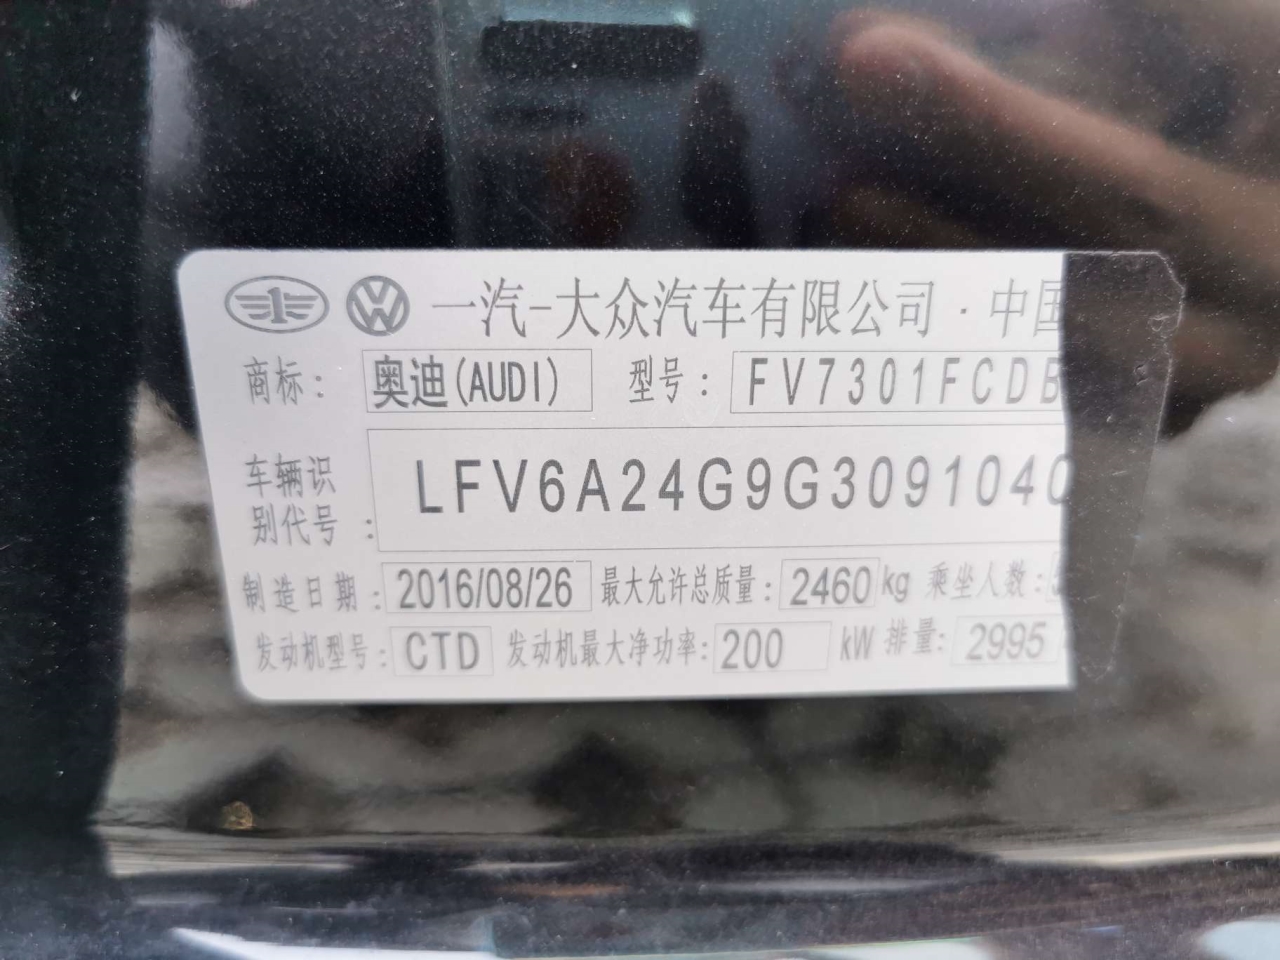 一汽-大众汽车有限公司·中国
商标: 奥迪(AUDI) 型号: FV7301FCDB
车辆识别代号: LFV6A24G9G3091040
制造日期: 2016/08/26 最大允许总质量: 2460 kg 乘坐人数:
发动机型号: CTD 发动机最大净功率: 200 kW 排量: 2995